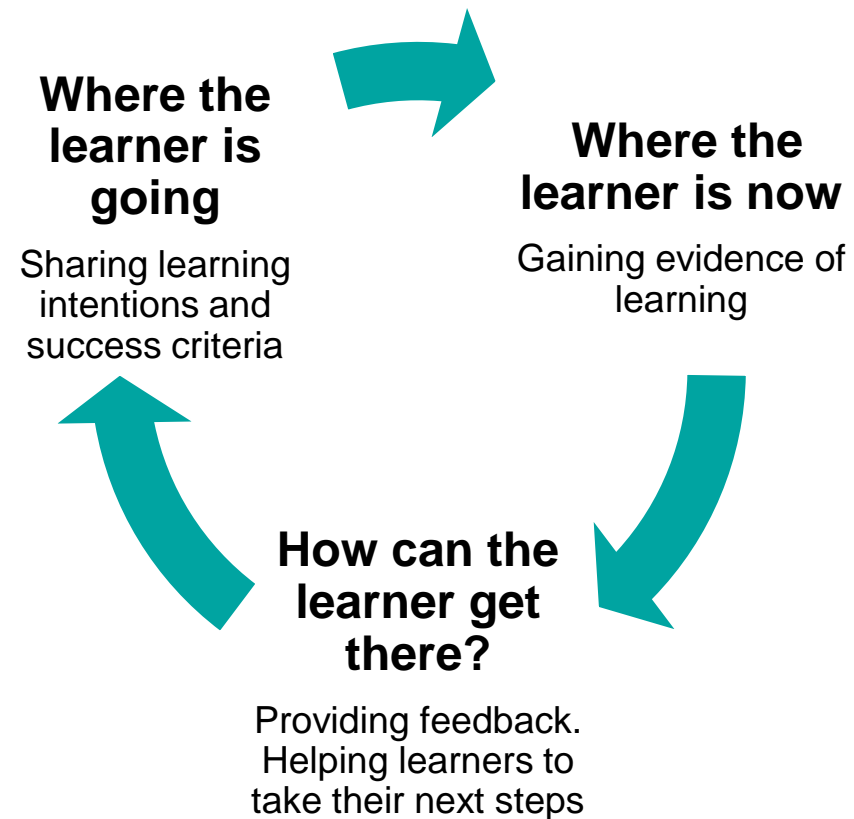 Where the
learner is
going
Sharing learning
intentions and
success criteria
Where the
learner is now
Gaining evidence of
learning
How can the
learner get
there?
Providing feedback.
Helping learners to
take their next steps